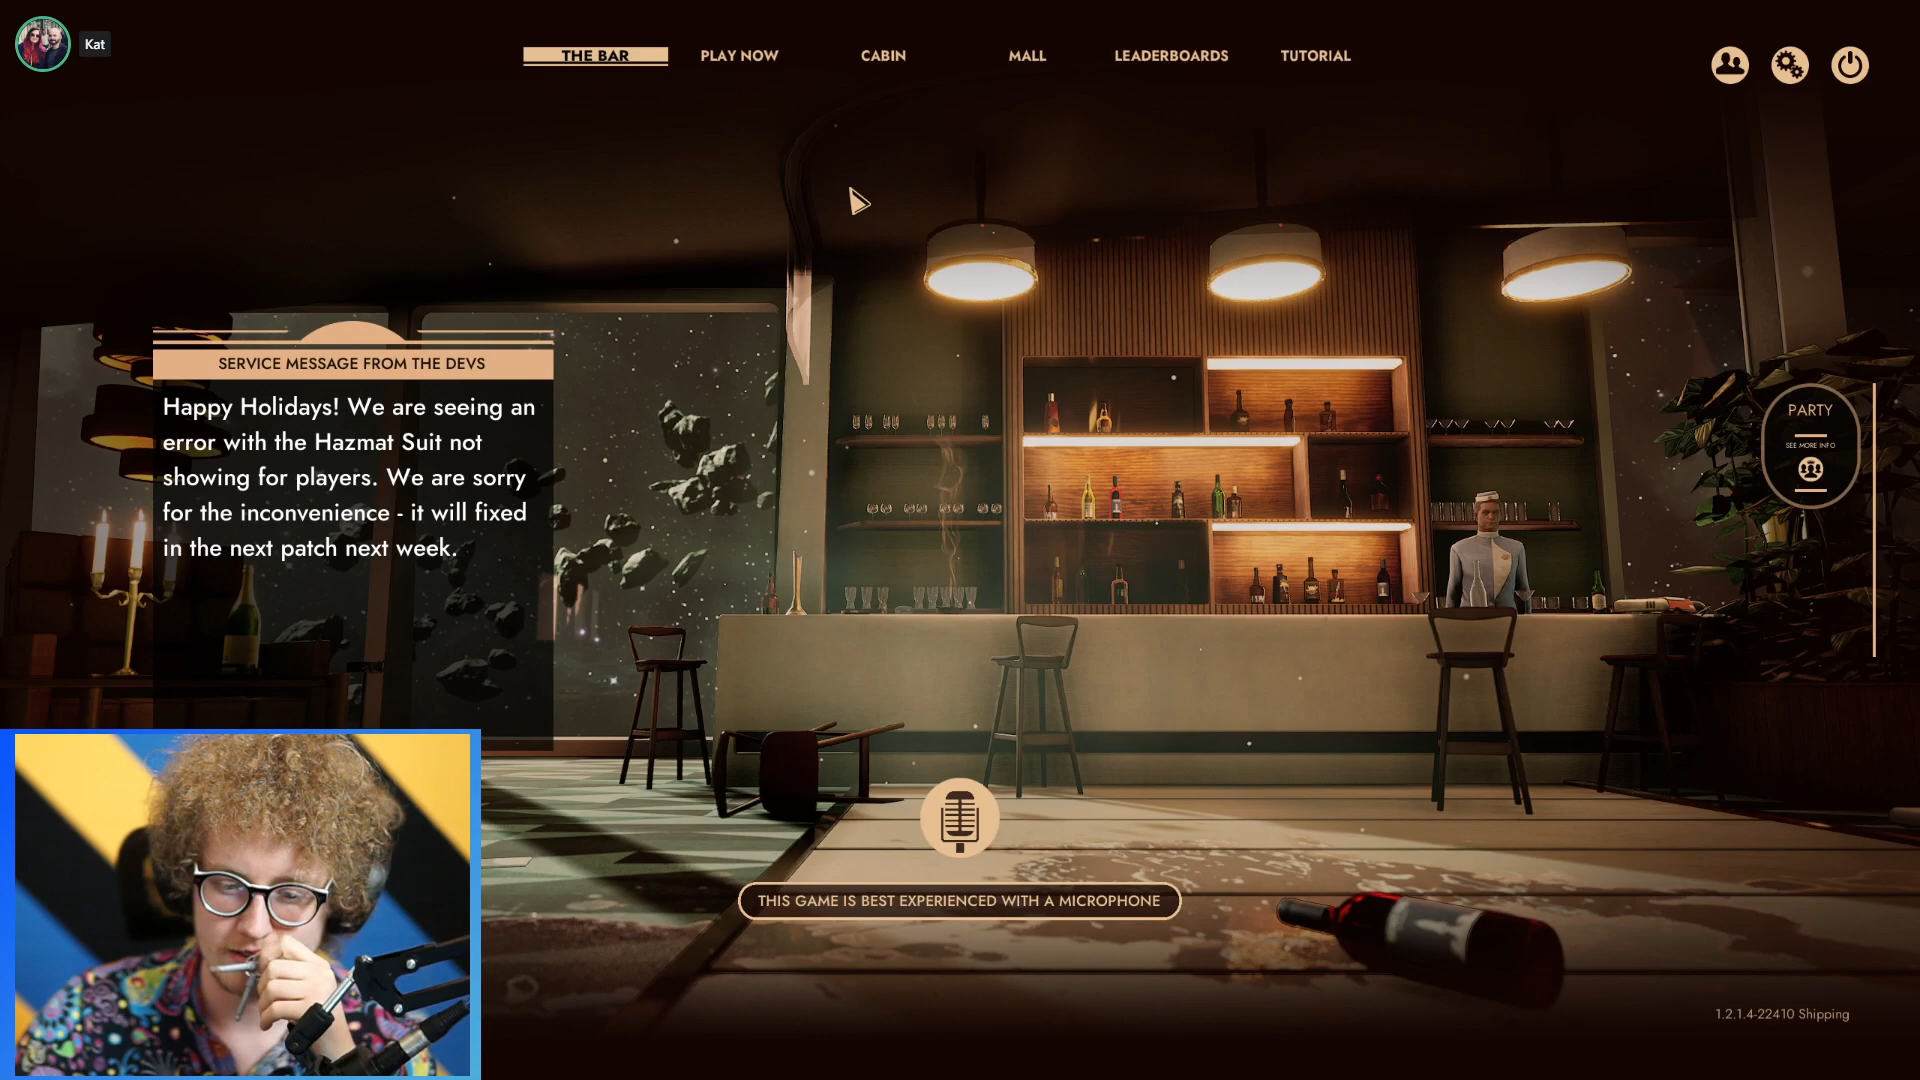 Kat
THE BAR
PLAY NOW
CABIN
MALL
LEADERBOARDS
TUTORIAL
SERVICE MESSAGE FROM THE DEVS
Happy Holidays! We are seeing an
error with the Hazmat Suit not
showing for players. We are sorry
for the inconvenience - it will fixed
in the next patch next week.
PARTY
SEE MORE INFO
THIS GAME IS BEST EXPERIENCED WITH A MICROPHONE
1.2.1.4-22410 Shipping